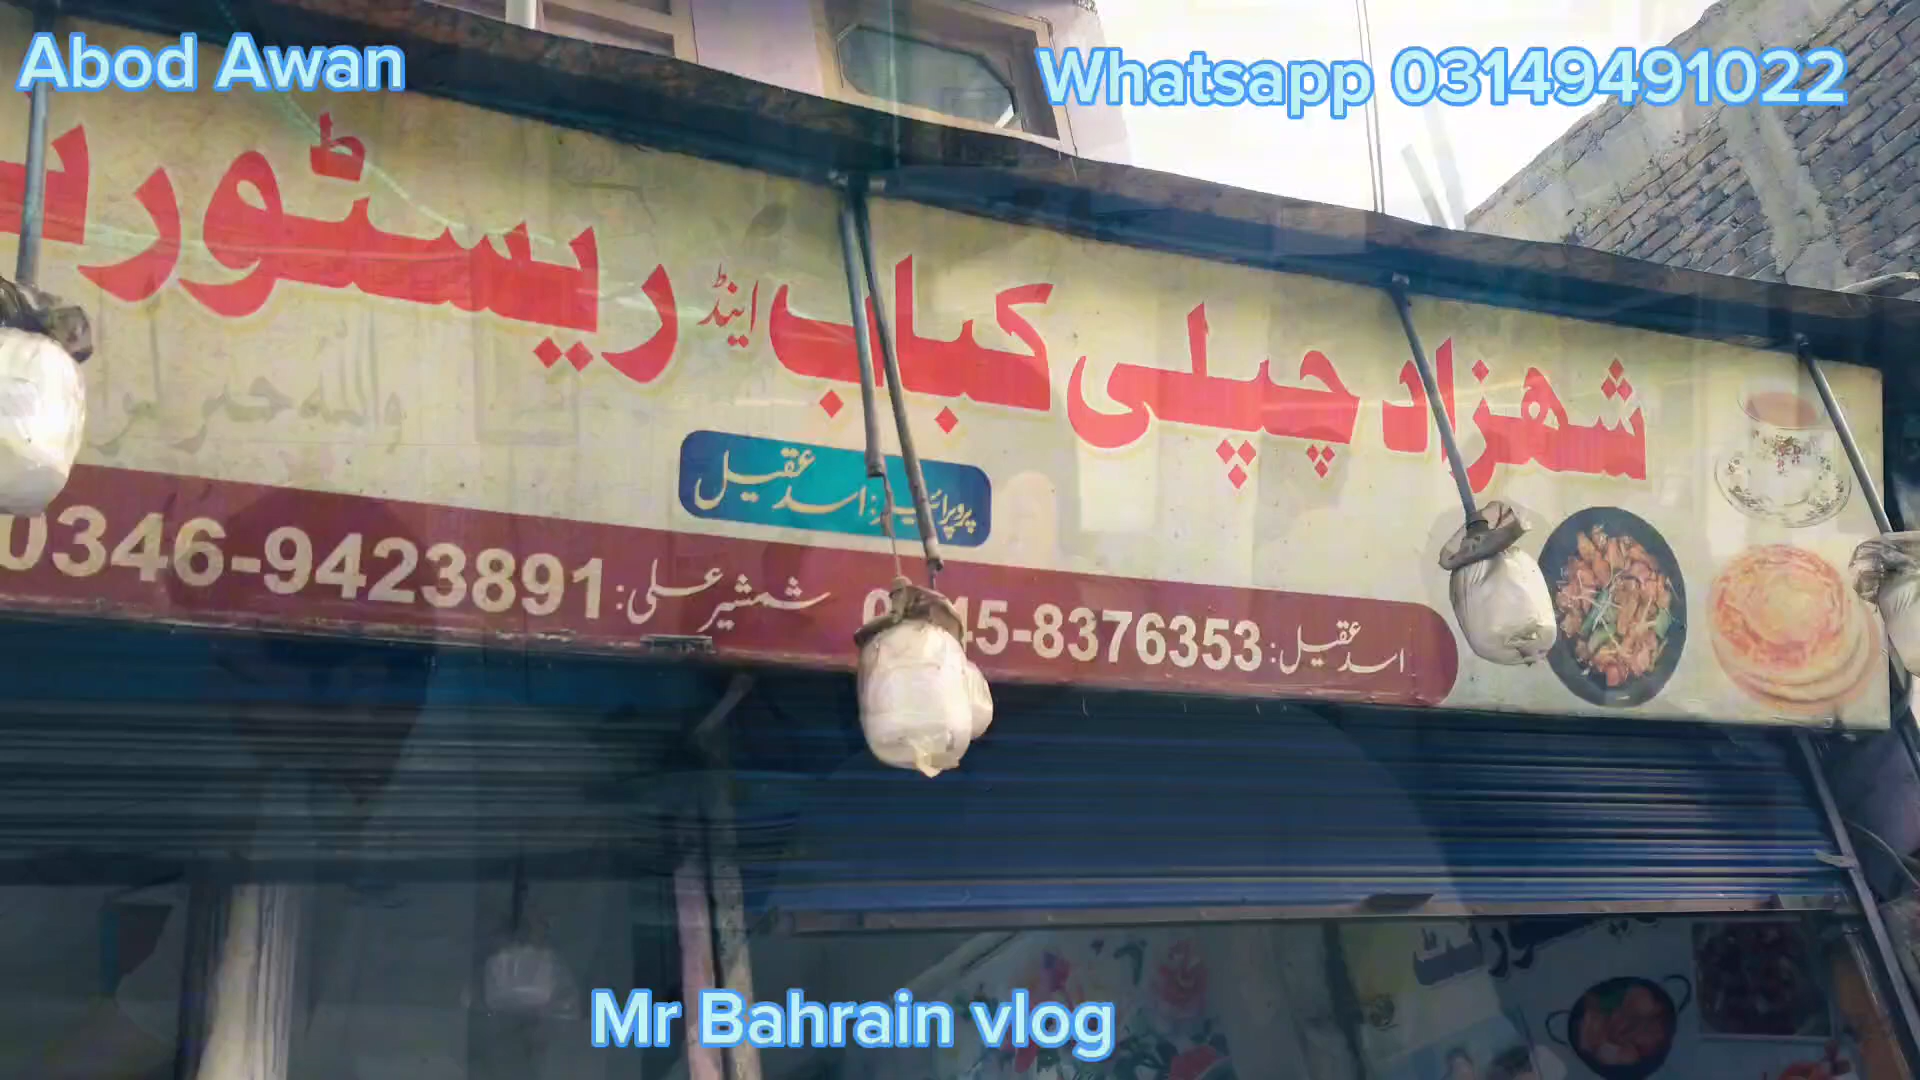 Abod Awan
Whatsapp 03149491022
شہزاد چپلی کباب اینڈ ریسٹورنٹ
پروپرائیٹر: اسد عقیل
اسد عقیل: 0345-8376353
شمشیر علی: 0346-9423891
Mr Bahrain vlog